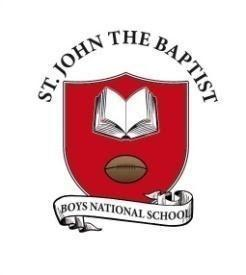 ST. JOHN THE BAPTIST
BOYS NATIONAL SCHOOL